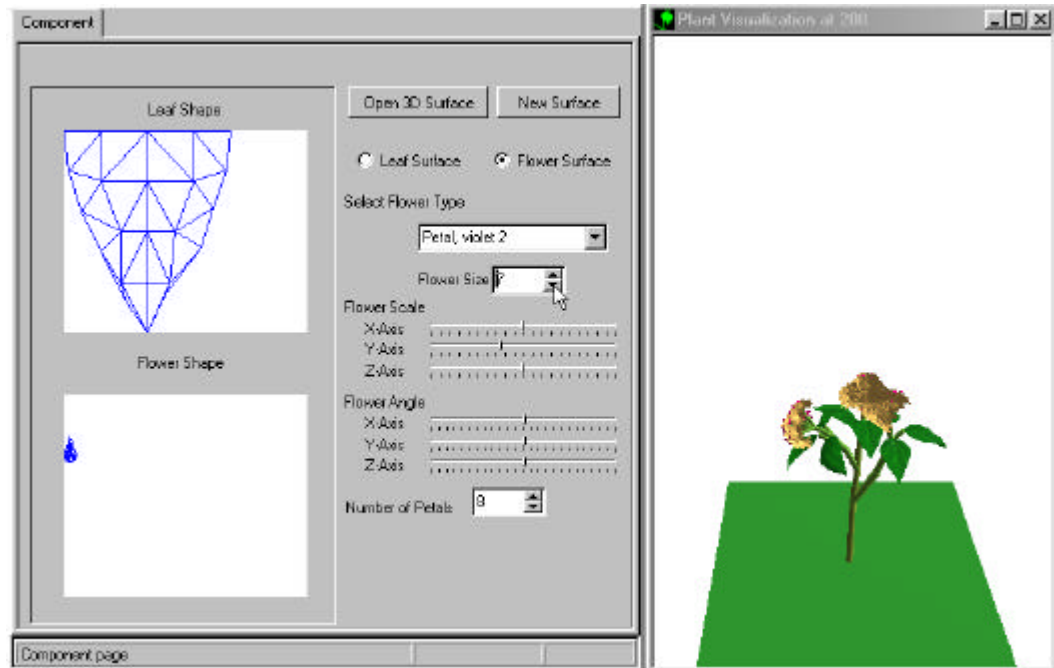 Component
Leaf Shape
Flower Shape
Open 3D Surface
New Surface
Leaf Surface
Flower Surface
Select Flower Type
Petal, violet 2
Flower Size
Flower Scale
X-Axis
Y-Axis
Z-Axis
Flower Angle
X-Axis
Y-Axis
Z-Axis
Number of Petals
Component page
Plant Visualization at 200